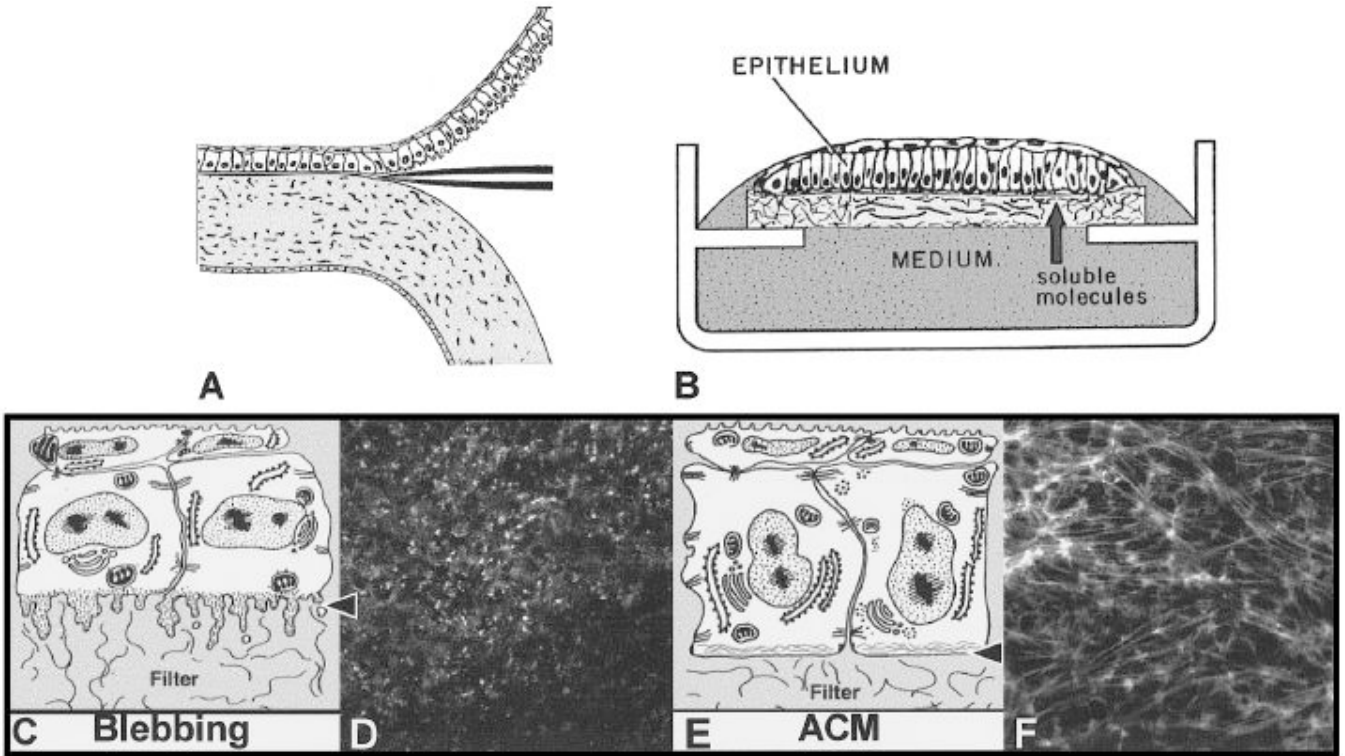 EPITHELIUM
MEDIUM
soluble
molecules
A
B
Filter
Filter
C Blebbing D E ACM F